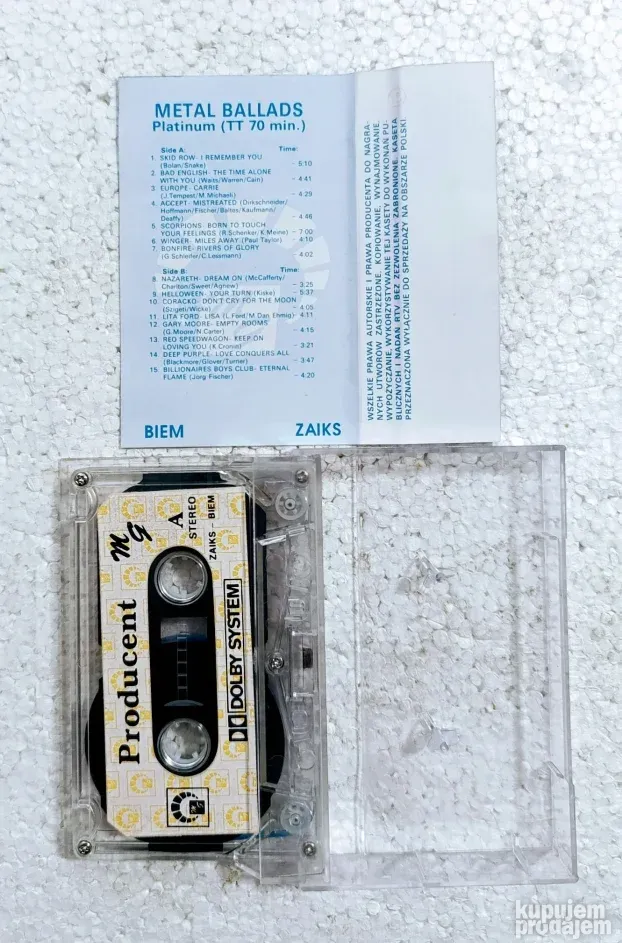 METAL BALLADS
Platinum (TT 70 min.)
Side A: Time:
1. SKID ROW- I REMEMBER YOU
(Bolan/Snake) - 5:10
2. BAD ENGLISH- THE TIME ALONE
WITH YOU (Waits/Warren/Cain) - 4:41
3 EUROPE- CARRIE
(J.Tempest/M.Michaeli) - 4.29
4. ACCEPT- MISTREATED (Dirkschneider/
Hoffmann/Fischer/Baltes/Kaufmann/
Deaffy) - 4:48
5. SCORPIONS- BORN TO TOUCH
YOUR FEELINGS (R.Schenker, K Meine) - 7:00
6 WINGER- MILES AWAY (Paul Taylor) - 4:10
7. BONFIRE- RIVERS OF GLORY
(G.Schleifer/C.Lessmann) - 4.02
Side B: Time:
8. NAZARETH- DREAM ON (McCafferty/
Charlton/Sweet/Agnew) - 3.25
9. HELLOWEEN- YOUR TURN (Kiske) - 5:37
10 CORACKO- DON'T CRY FOR THE MOON
(Szigeti/Wicke) - 4:05
11. LITA FORD- LISA (L.Ford/M.Dan Ehmig) - 4.11
12. GARY MOORE- EMPTY ROOMS
(G.Moore/N.Carter) - 4.15
13. REO SPEEDWAGON- KEEP ON
LOVING YOU (K Cronin) - 3:21
14 DEEP PURPLE- LOVE CONQUERS ALL
(Blackmore/Glover/Turner) - 3:47
15 BILLIONAIRES BOYS CLUB- ETERNAL
FLAME (Jorg Fischer) - 4.20
BIEM ZAIKS
WSZELKIE PRAWA AUTORSKIE I PRAWA PRODUCENTA DO NAGRA-
NYCH UTWORÓW ZASTRZEŻONE. KOPIOWANIE, WYNAJMOWANIE,
WYPOŻYCZANIE, WYKORZYSTYWANIE TEJ KASETY DO WYKONAŃ PU-
BLICZNYCH I NADAŃ RTV BEZ ZEZWOLENIA ZABRONIONE. KASETA
PRZEZNACZONA WYŁĄCZNIE DO SPRZEDAŻY NA OBSZARZE POLSKI
Producent
MG
A
STEREO
ZAIKS - BIEM
DOLBY SYSTEM
kupujem
prodajem